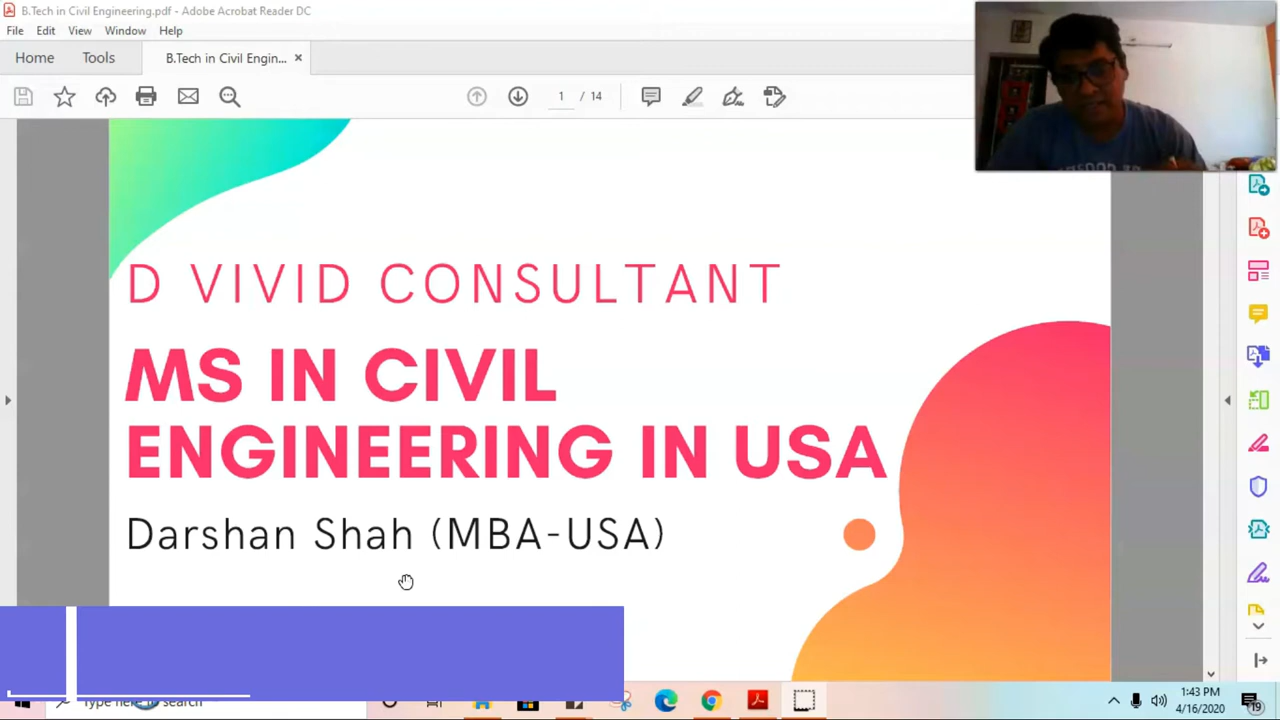 B.Tech in Civil Engineering.pdf - Adobe Acrobat Reader DC
File Edit View Window Help
Home Tools B.Tech in Civil Engin... ×
1 / 14
D VIVID CONSULTANT
MS IN CIVIL
ENGINEERING IN USA
Darshan Shah (MBA-USA)
Type here to search
1:43 PM
4/16/2020
19